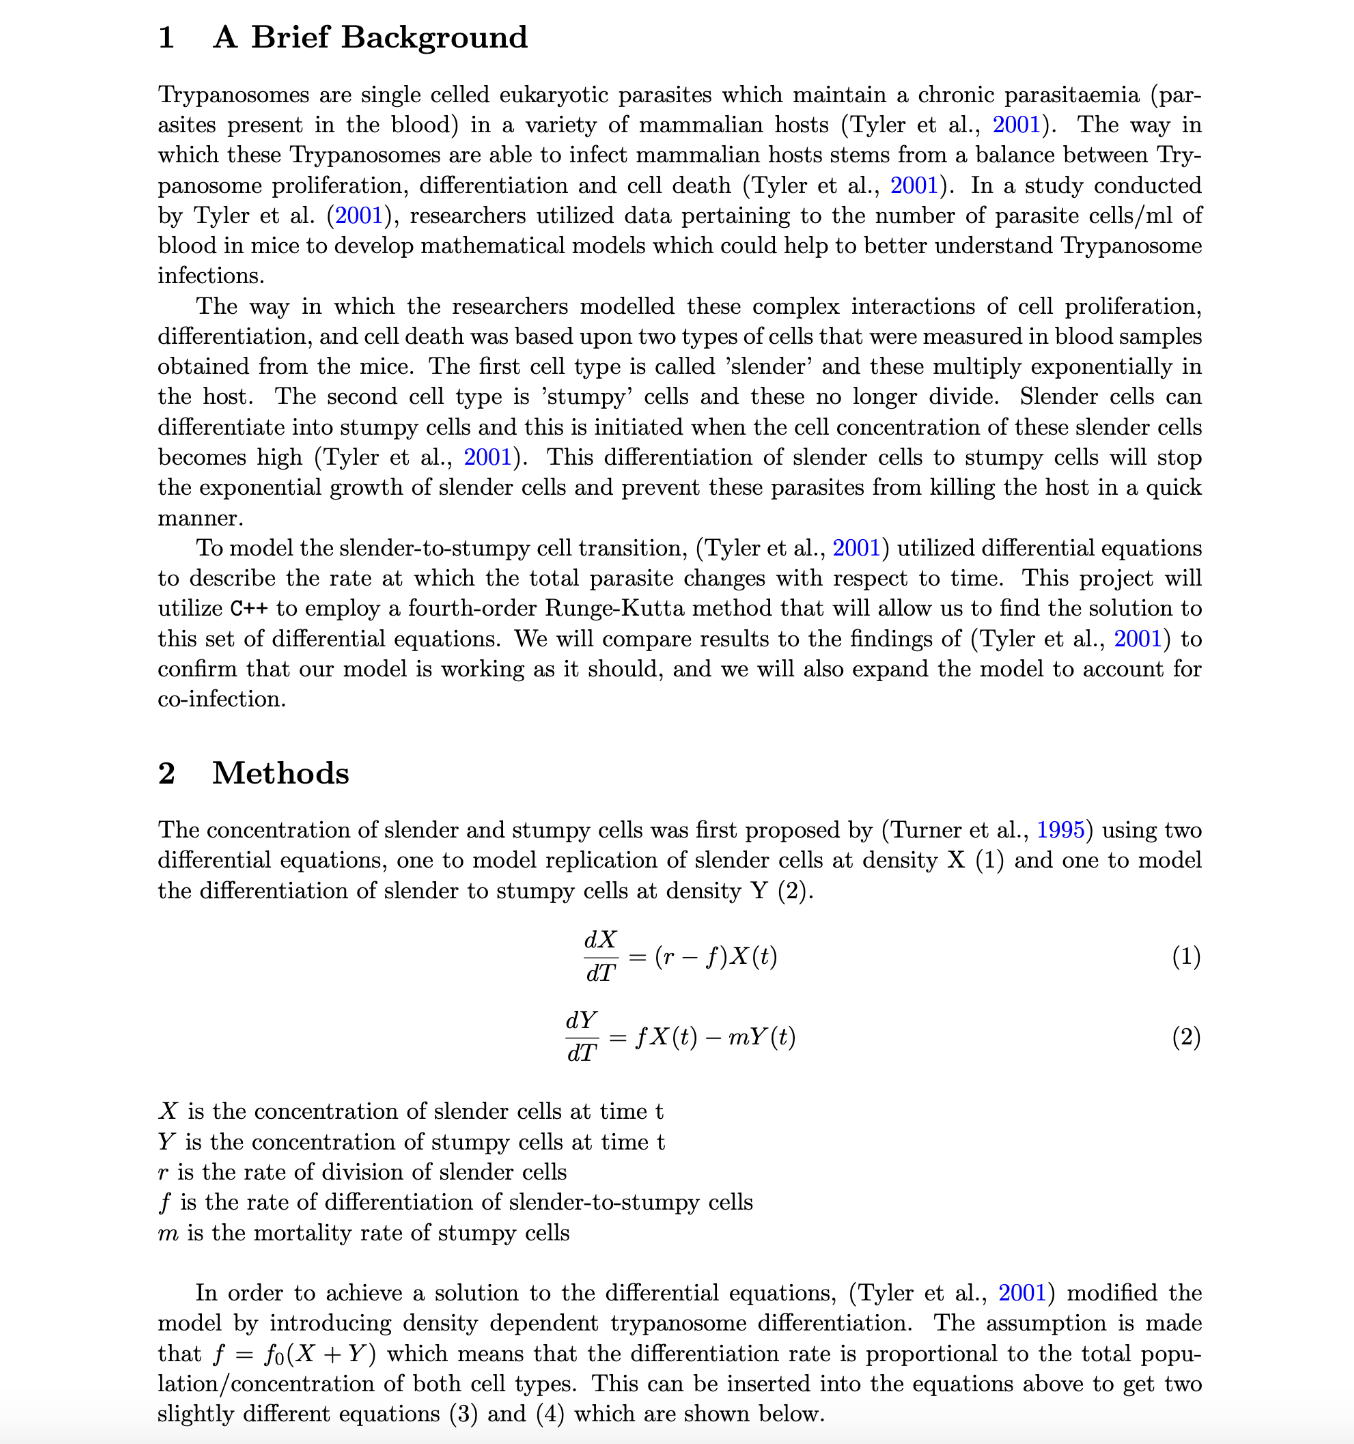 1 A Brief Background
Trypanosomes are single celled eukaryotic parasites which maintain a chronic parasitaemia (par-
asites present in the blood) in a variety of mammalian hosts (Tyler et al., 2001). The way in
which these Trypanosomes are able to infect mammalian hosts stems from a balance between Try-
panosome proliferation, differentiation and cell death (Tyler et al., 2001). In a study conducted
by Tyler et al. (2001), researchers utilized data pertaining to the number of parasite cells/ml of
blood in mice to develop mathematical models which could help to better understand Trypanosome
infections.
The way in which the researchers modelled these complex interactions of cell proliferation,
differentiation, and cell death was based upon two types of cells that were measured in blood samples
obtained from the mice. The first cell type is called ’slender’ and these multiply exponentially in
the host. The second cell type is ’stumpy’ cells and these no longer divide. Slender cells can
differentiate into stumpy cells and this is initiated when the cell concentration of these slender cells
becomes high (Tyler et al., 2001). This differentiation of slender cells to stumpy cells will stop
the exponential growth of slender cells and prevent these parasites from killing the host in a quick
manner.
To model the slender-to-stumpy cell transition, (Tyler et al., 2001) utilized differential equations
to describe the rate at which the total parasite changes with respect to time. This project will
utilize C++ to employ a fourth-order Runge-Kutta method that will allow us to find the solution to
this set of differential equations. We will compare results to the findings of (Tyler et al., 2001) to
confirm that our model is working as it should, and we will also expand the model to account for
co-infection.
2 Methods
The concentration of slender and stumpy cells was first proposed by (Turner et al., 1995) using two
differential equations, one to model replication of slender cells at density X (1) and one to model
the differentiation of slender to stumpy cells at density Y (2).
dX/dT = (r − f)X(t) (1)
dY/dT = fX(t) − mY(t) (2)
X is the concentration of slender cells at time t
Y is the concentration of stumpy cells at time t
r is the rate of division of slender cells
f is the rate of differentiation of slender-to-stumpy cells
m is the mortality rate of stumpy cells
In order to achieve a solution to the differential equations, (Tyler et al., 2001) modified the
model by introducing density dependent trypanosome differentiation. The assumption is made
that f = f₀(X + Y) which means that the differentiation rate is proportional to the total popu-
lation/concentration of both cell types. This can be inserted into the equations above to get two
slightly different equations (3) and (4) which are shown below.